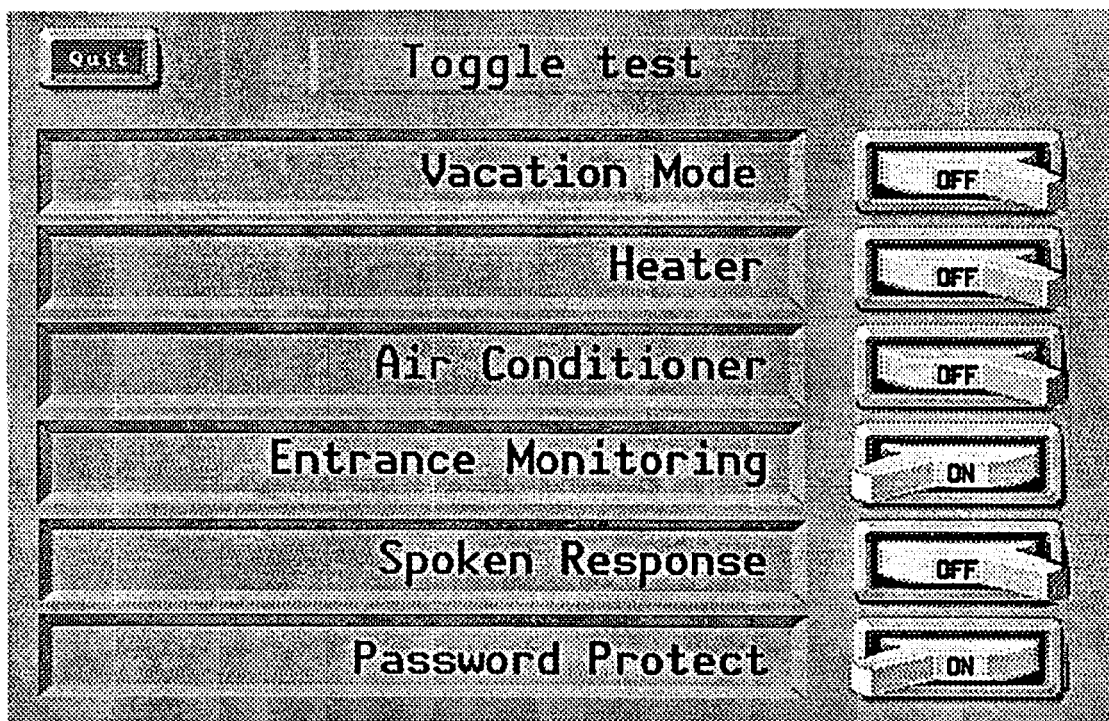 Quit
Toggle test
Vacation Mode OFF
Heater OFF
Air Conditioner OFF
Entrance Monitoring ON
Spoken Response OFF
Password Protect ON